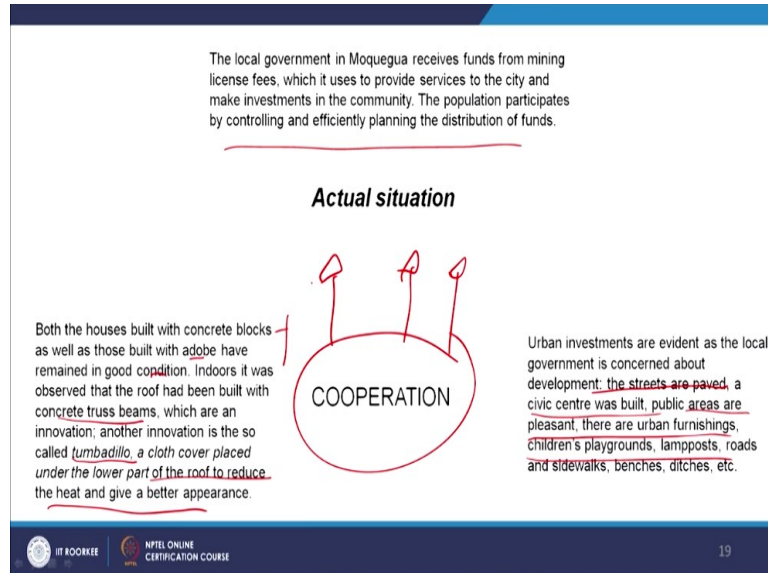 The local government in Moquegua receives funds from mining
license fees, which it uses to provide services to the city and
make investments in the community. The population participates
by controlling and efficiently planning the distribution of funds.
Actual situation
Both the houses built with concrete blocks
as well as those built with adobe have
remained in good condition. Indoors it was
observed that the roof had been built with
concrete truss beams, which are an
innovation; another innovation is the so
called tumbadillo, a cloth cover placed
under the lower part of the roof to reduce
the heat and give a better appearance.
COOPERATION
Urban investments are evident as the local
government is concerned about
development: the streets are paved, a
civic centre was built, public areas are
pleasant, there are urban furnishings,
children's playgrounds, lampposts, roads
and sidewalks, benches, ditches, etc.
IIT ROORKEE
NPTEL ONLINE
CERTIFICATION COURSE
19